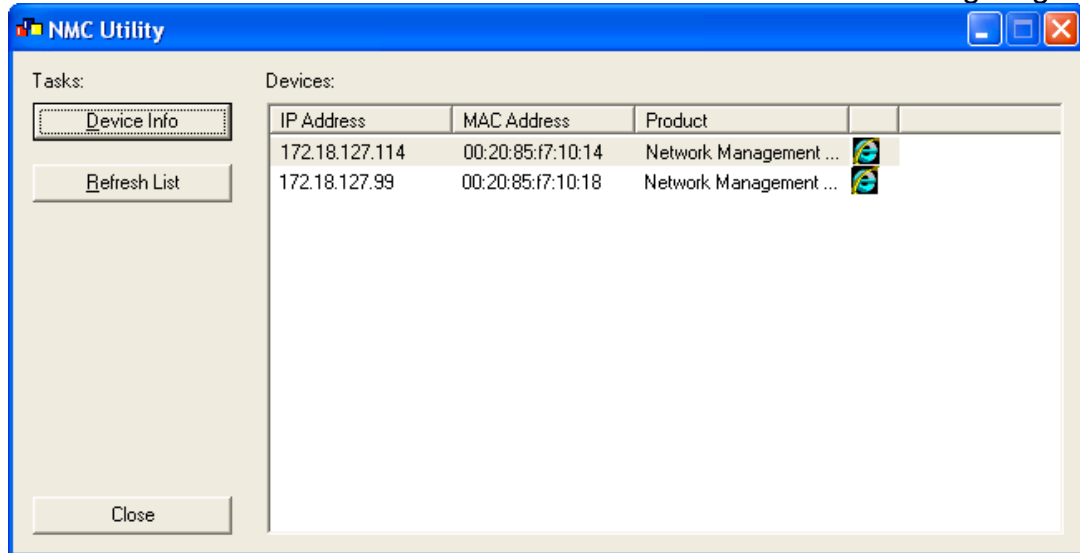 NMC Utility
Tasks:
Devices:
Device Info
Refresh List
Close
IP Address MAC Address Product
172.18.127.114 00:20:85:f7:10:14 Network Management ...
172.18.127.99 00:20:85:f7:10:18 Network Management ...